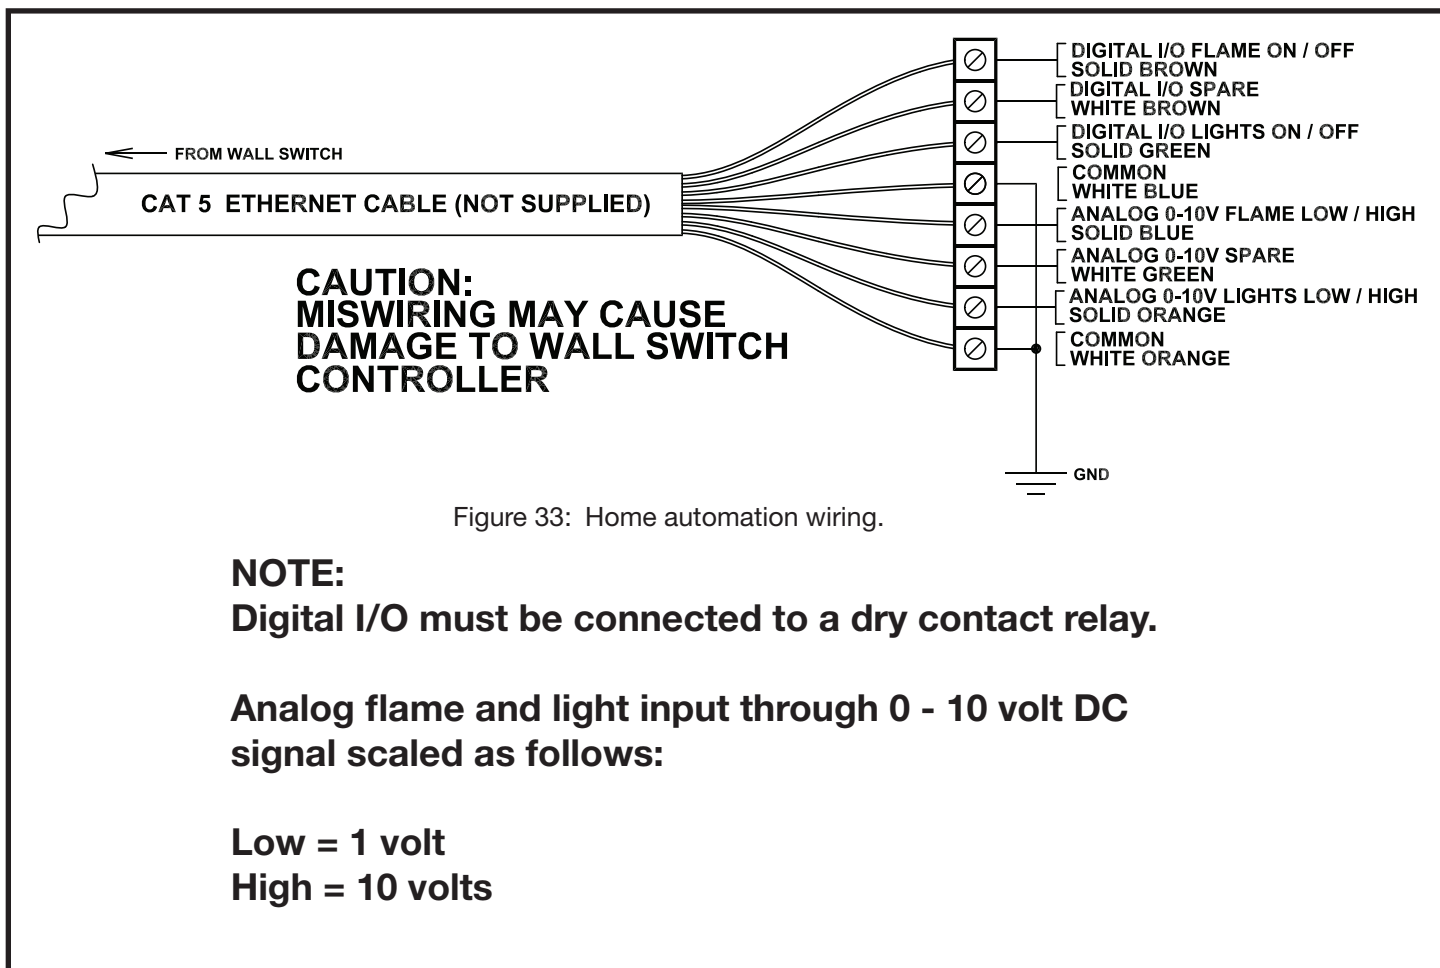 DIGITAL I/O FLAME ON / OFF
SOLID BROWN
DIGITAL I/O SPARE
WHITE BROWN
DIGITAL I/O LIGHTS ON / OFF
SOLID GREEN
COMMON
WHITE BLUE
ANALOG 0-10V FLAME LOW / HIGH
SOLID BLUE
ANALOG 0-10V SPARE
WHITE GREEN
ANALOG 0-10V LIGHTS LOW / HIGH
SOLID ORANGE
COMMON
WHITE ORANGE
FROM WALL SWITCH
CAT 5 ETHERNET CABLE (NOT SUPPLIED)
CAUTION:
MISWIRING MAY CAUSE
DAMAGE TO WALL SWITCH
CONTROLLER
GND
Figure 33: Home automation wiring.
NOTE:
Digital I/O must be connected to a dry contact relay.
Analog flame and light input through 0 - 10 volt DC
signal scaled as follows:
Low = 1 volt
High = 10 volts